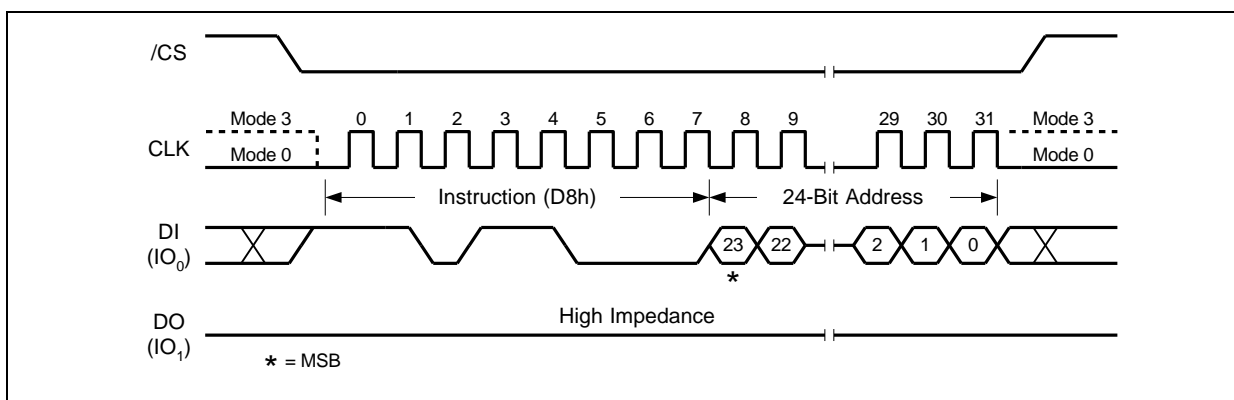 /CS
Mode 3 0 1 2 3 4 5 6 7 8 9 29 30 31 Mode 3
CLK
Mode 0 Mode 0
Instruction (D8h) 24-Bit Address
DI
(IO0)
23 22 2 1 0
*
High Impedance
DO
(IO1)
* = MSB